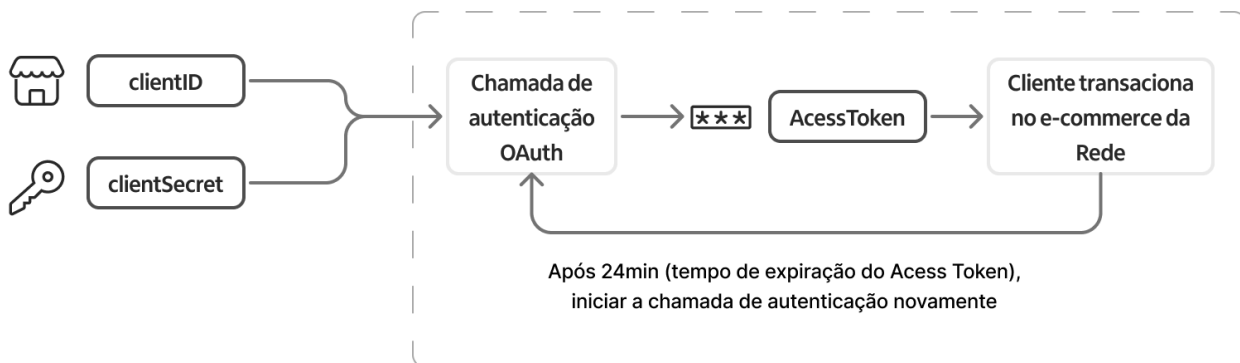 clientID
clientSecret
Chamada de
autenticação
OAuth
***
AcessToken
Cliente transaciona
no e-commerce da
Rede
Após 24min (tempo de expiração do Acess Token),
iniciar a chamada de autenticação novamente